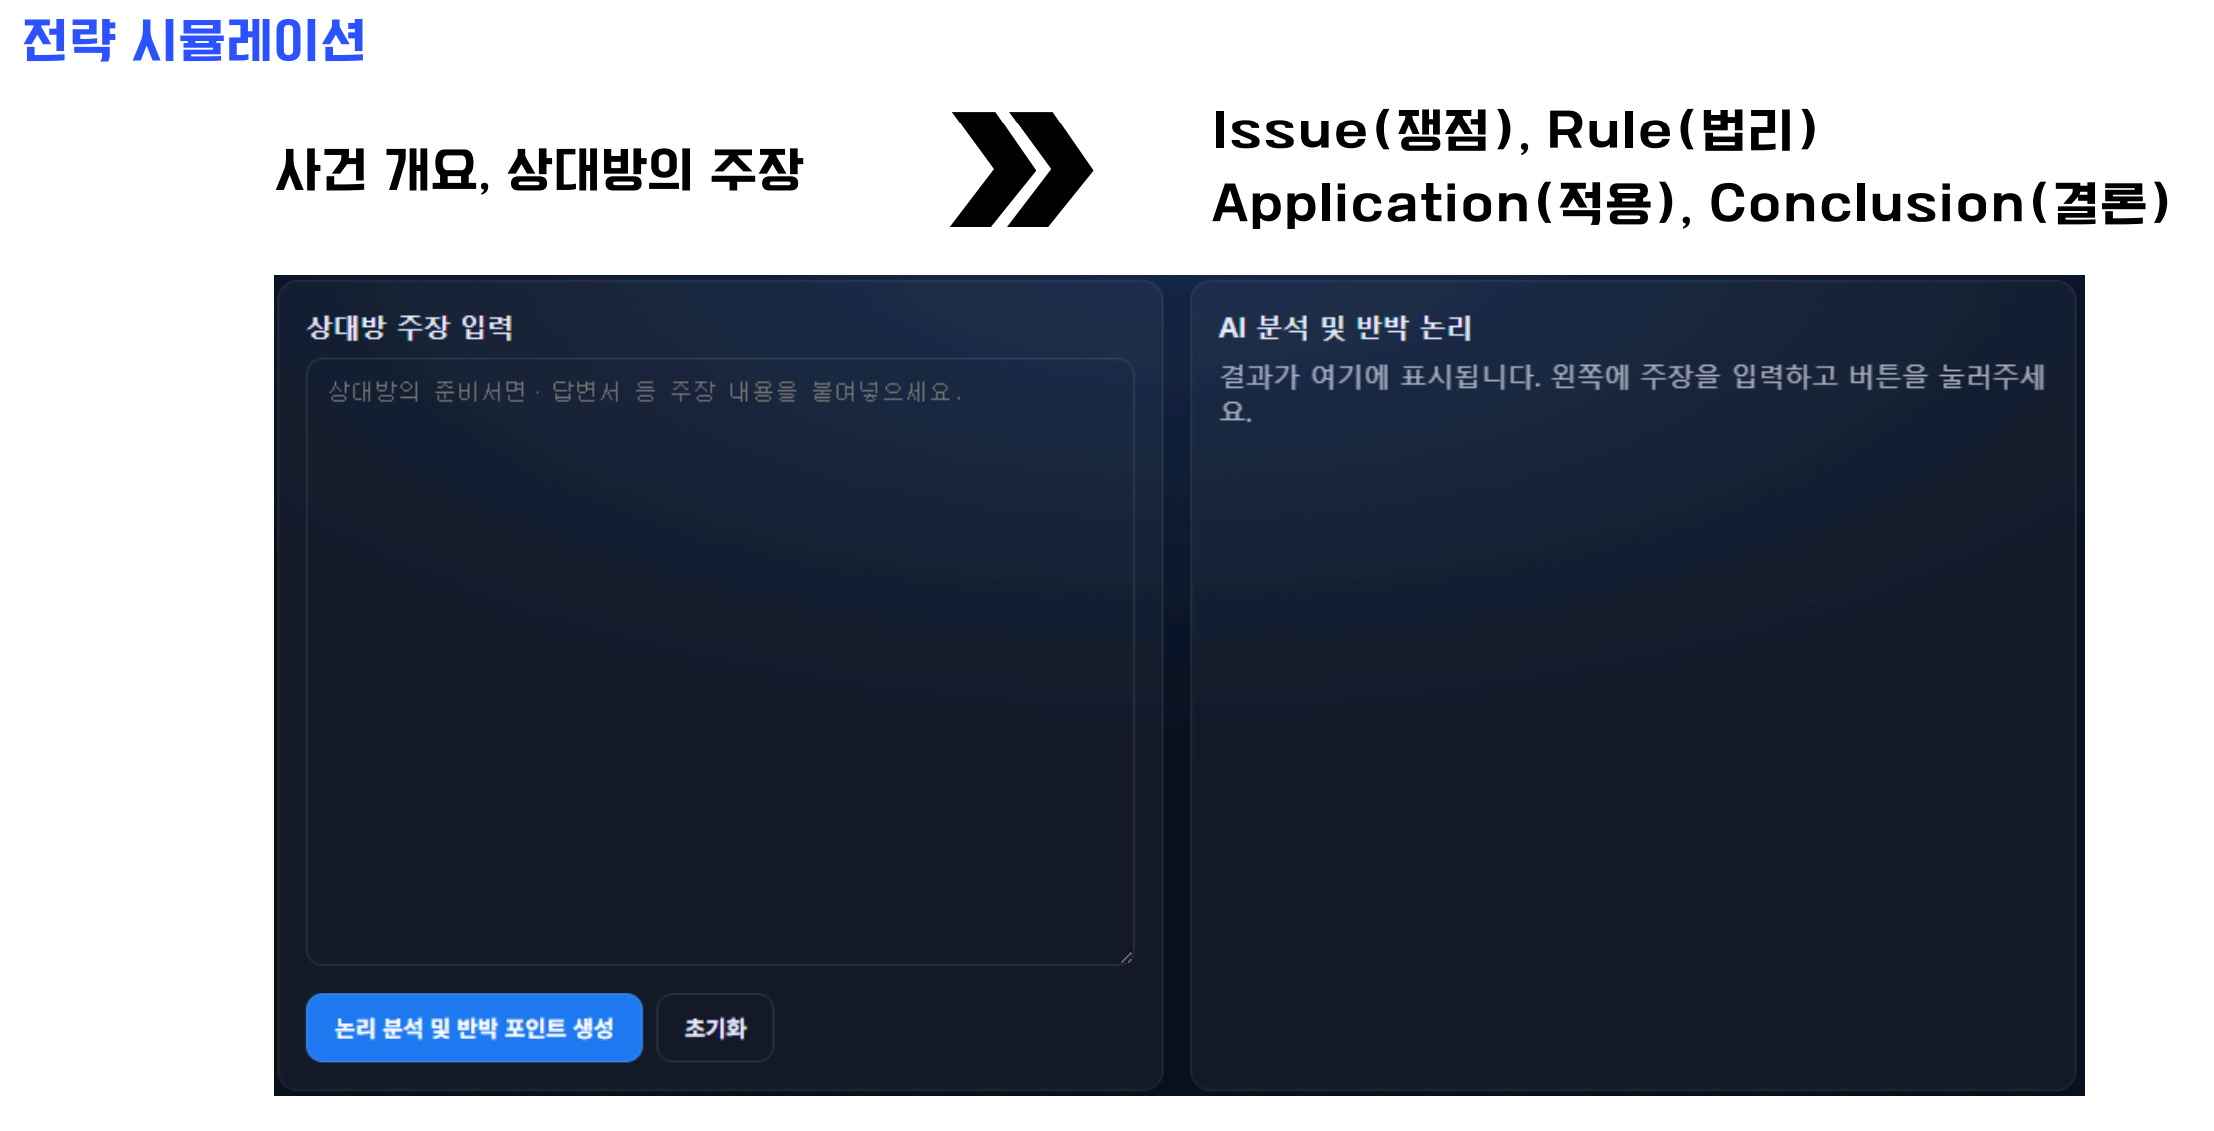 전략 시뮬레이션
사건 개요, 상대방의 주장
Issue(쟁점), Rule(법리)
Application(적용), Conclusion(결론)
상대방 주장 입력
상대방의 준비서면·답변서 등 주장 내용을 붙여넣으세요.
논리 분석 및 반박 포인트 생성
초기화
AI 분석 및 반박 논리
결과가 여기에 표시됩니다. 왼쪽에 주장을 입력하고 버튼을 눌러주세
요.